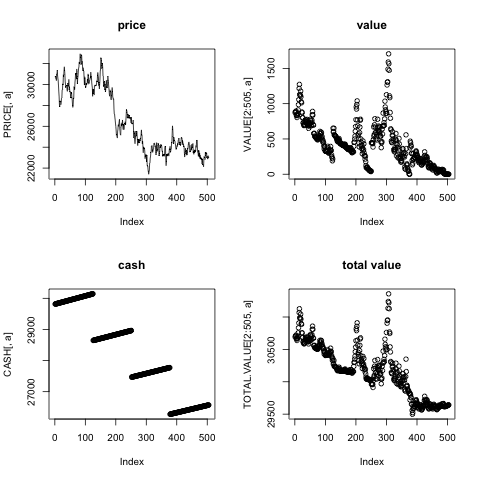 price
PRICE[, a]
22000 24000 26000 30000
0 100 200 300 400 500
Index
value
VALUE[2:505, a]
0 500 1000 1500
0 100 200 300 400 500
Index
cash
CASH[, a]
27000 29000
0 100 200 300 400 500
Index
total value
TOTAL.VALUE[2:505, a]
29500 30500
0 100 200 300 400 500
Index